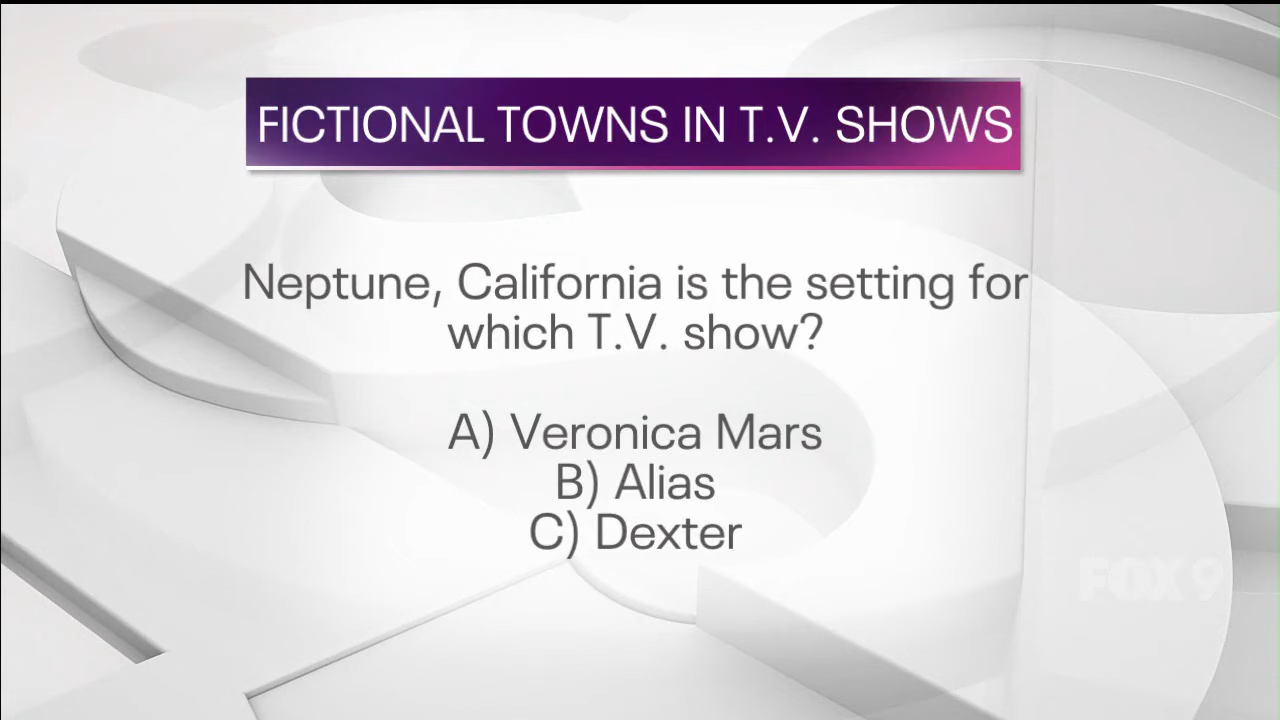 FICTIONAL TOWNS IN T.V. SHOWS
Neptune, California is the setting for
which T.V. show?
A) Veronica Mars
B) Alias
C) Dexter
FOX 9